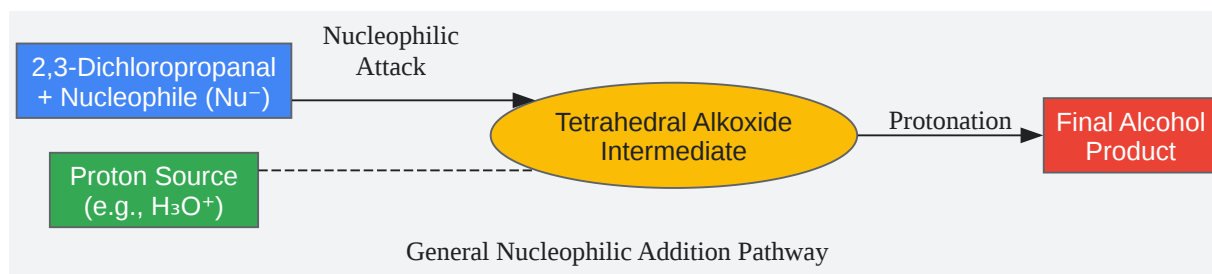 2,3-Dichloropropanal
+ Nucleophile (Nu⁻)
Nucleophilic
Attack
Tetrahedral Alkoxide
Intermediate
Protonation
Final Alcohol
Product
Proton Source
(e.g., H₃O⁺)
General Nucleophilic Addition Pathway